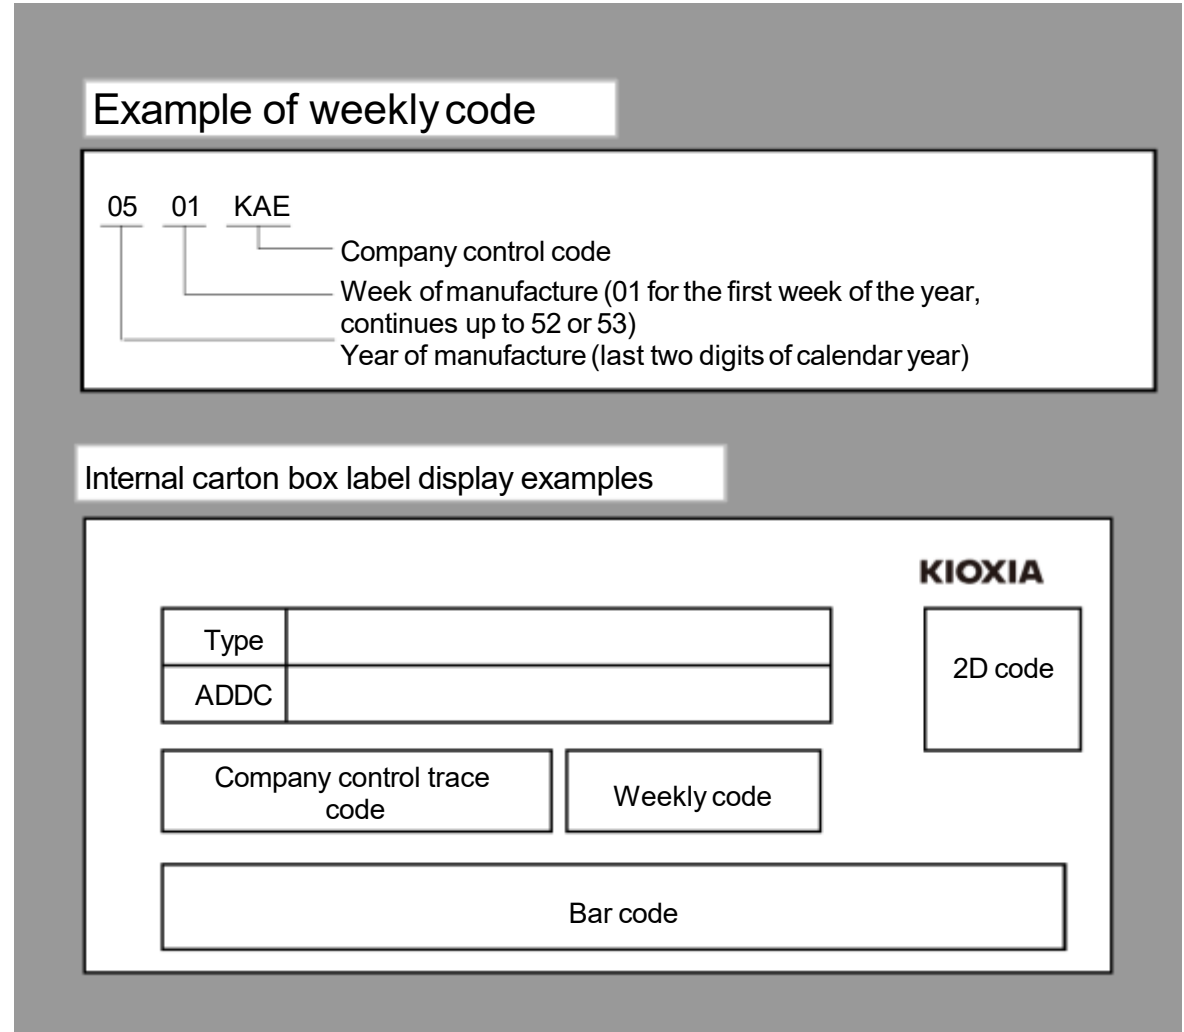 Example of weekly code
05 01 KAE
Company control code
Week of manufacture (01 for the first week of the year,
continues up to 52 or 53)
Year of manufacture (last two digits of calendar year)
Internal carton box label display examples
KIOXIA
Type
2D code
ADDC
Company control trace
code
Weekly code
Bar code